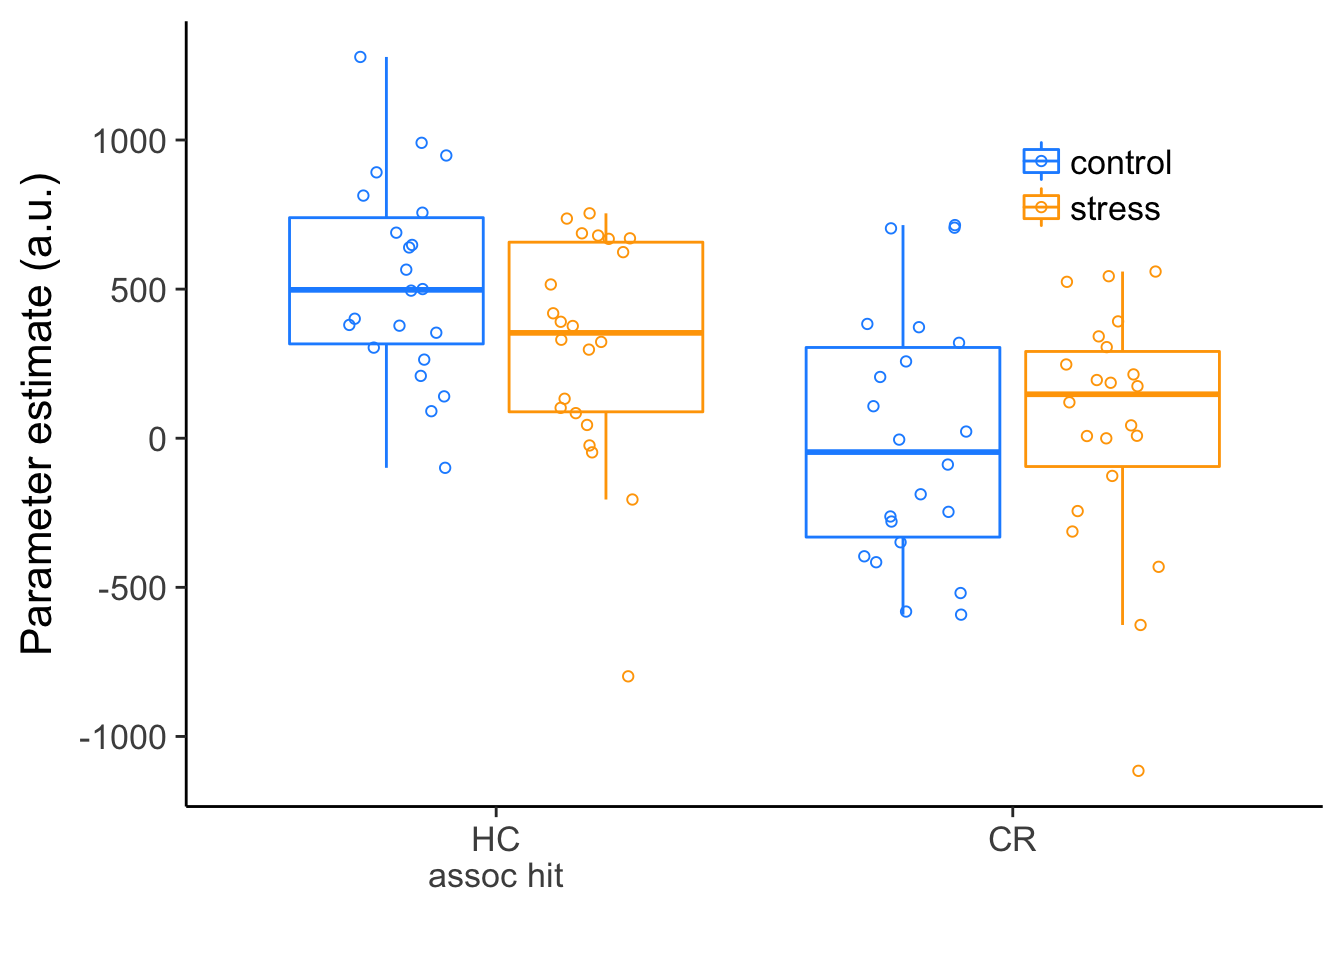 Parameter estimate (a.u.)
1000
500
0
-500
-1000
control
stress
HC
assoc hit
CR